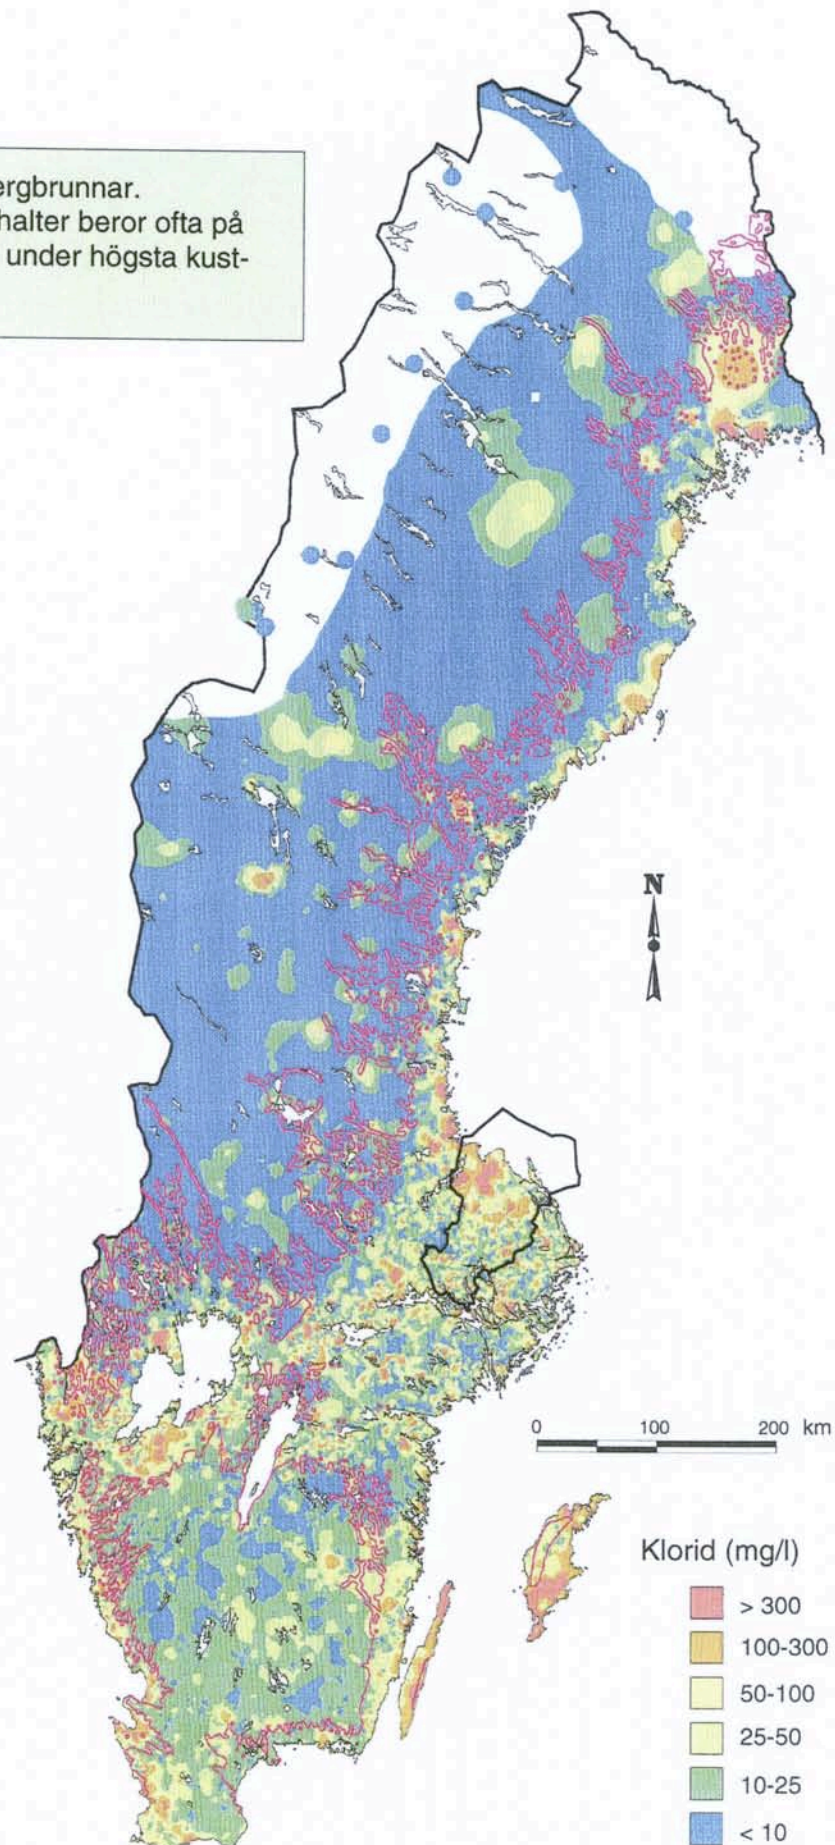 ergbrunnar.
halter beror ofta på
under högsta kust-
N
0 100 200 km
Klorid (mg/l)
> 300
100-300
50-100
25-50
10-25
< 10